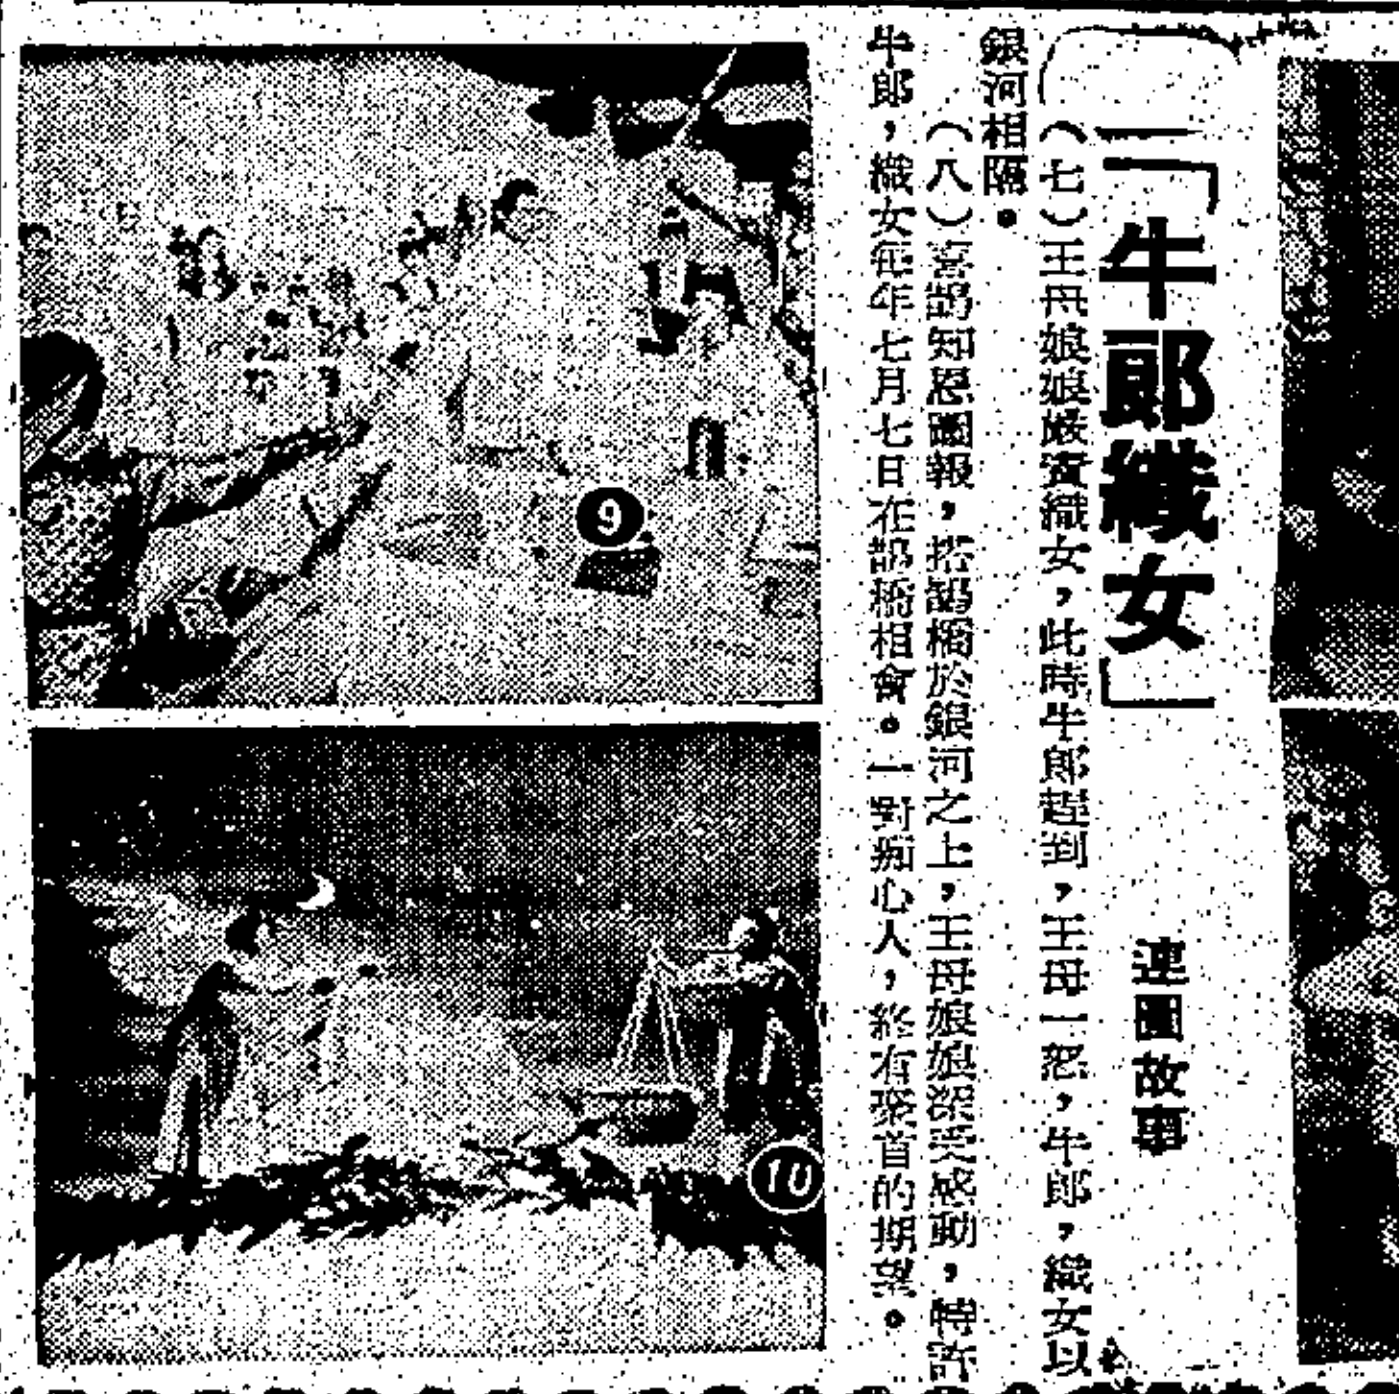 「牛郎織女」
連圖故事
(七)王母娘娘嚴責織女，此時牛郎趕到，王母一怒，牛郎，織女以
銀河相隔。
(八)喜鵲知恩圖報，搭鵲橋於銀河之上，王母娘娘深受感動，特許
牛郎，織女每年七月七日在鵲橋相會。一對痴心人，終有聚首的期望。
9
10